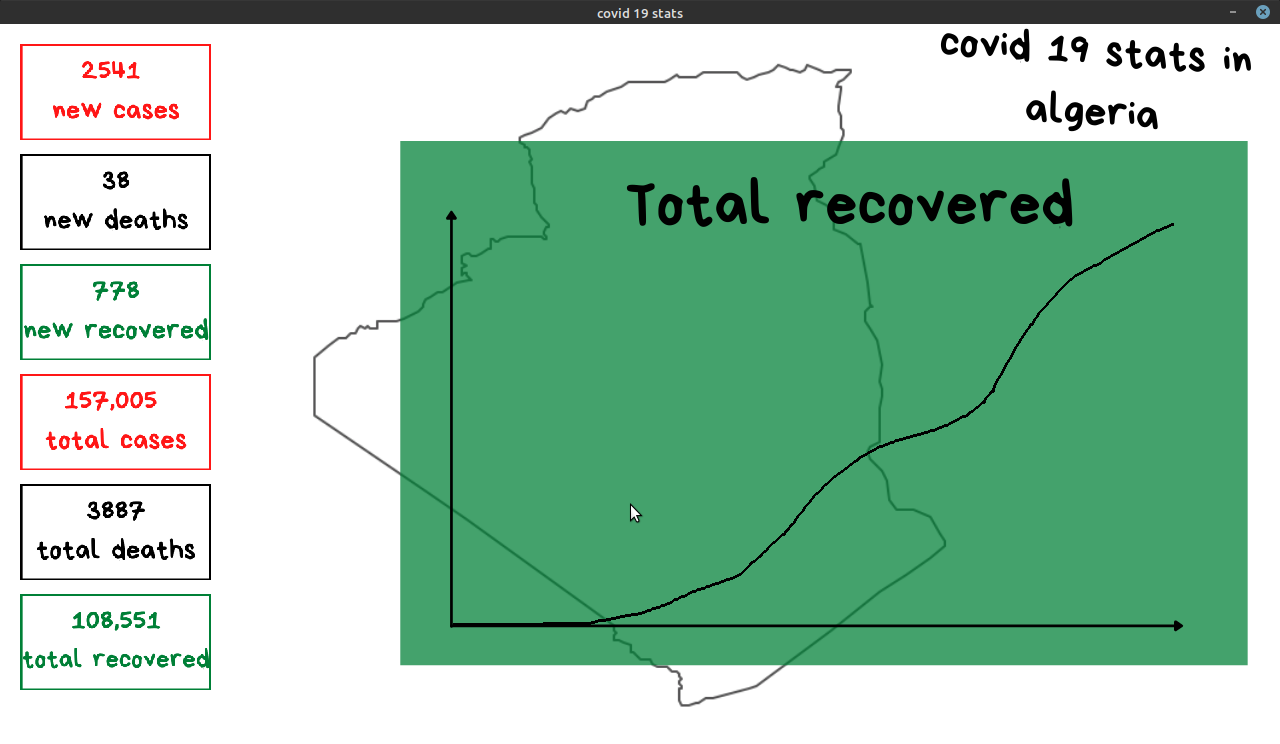 covid 19 stats
2541
new cases
38
new deaths
778
new recovered
157,005
total cases
3887
total deaths
108,551
total recovered
covid 19 stats in
algeria
Total recovered